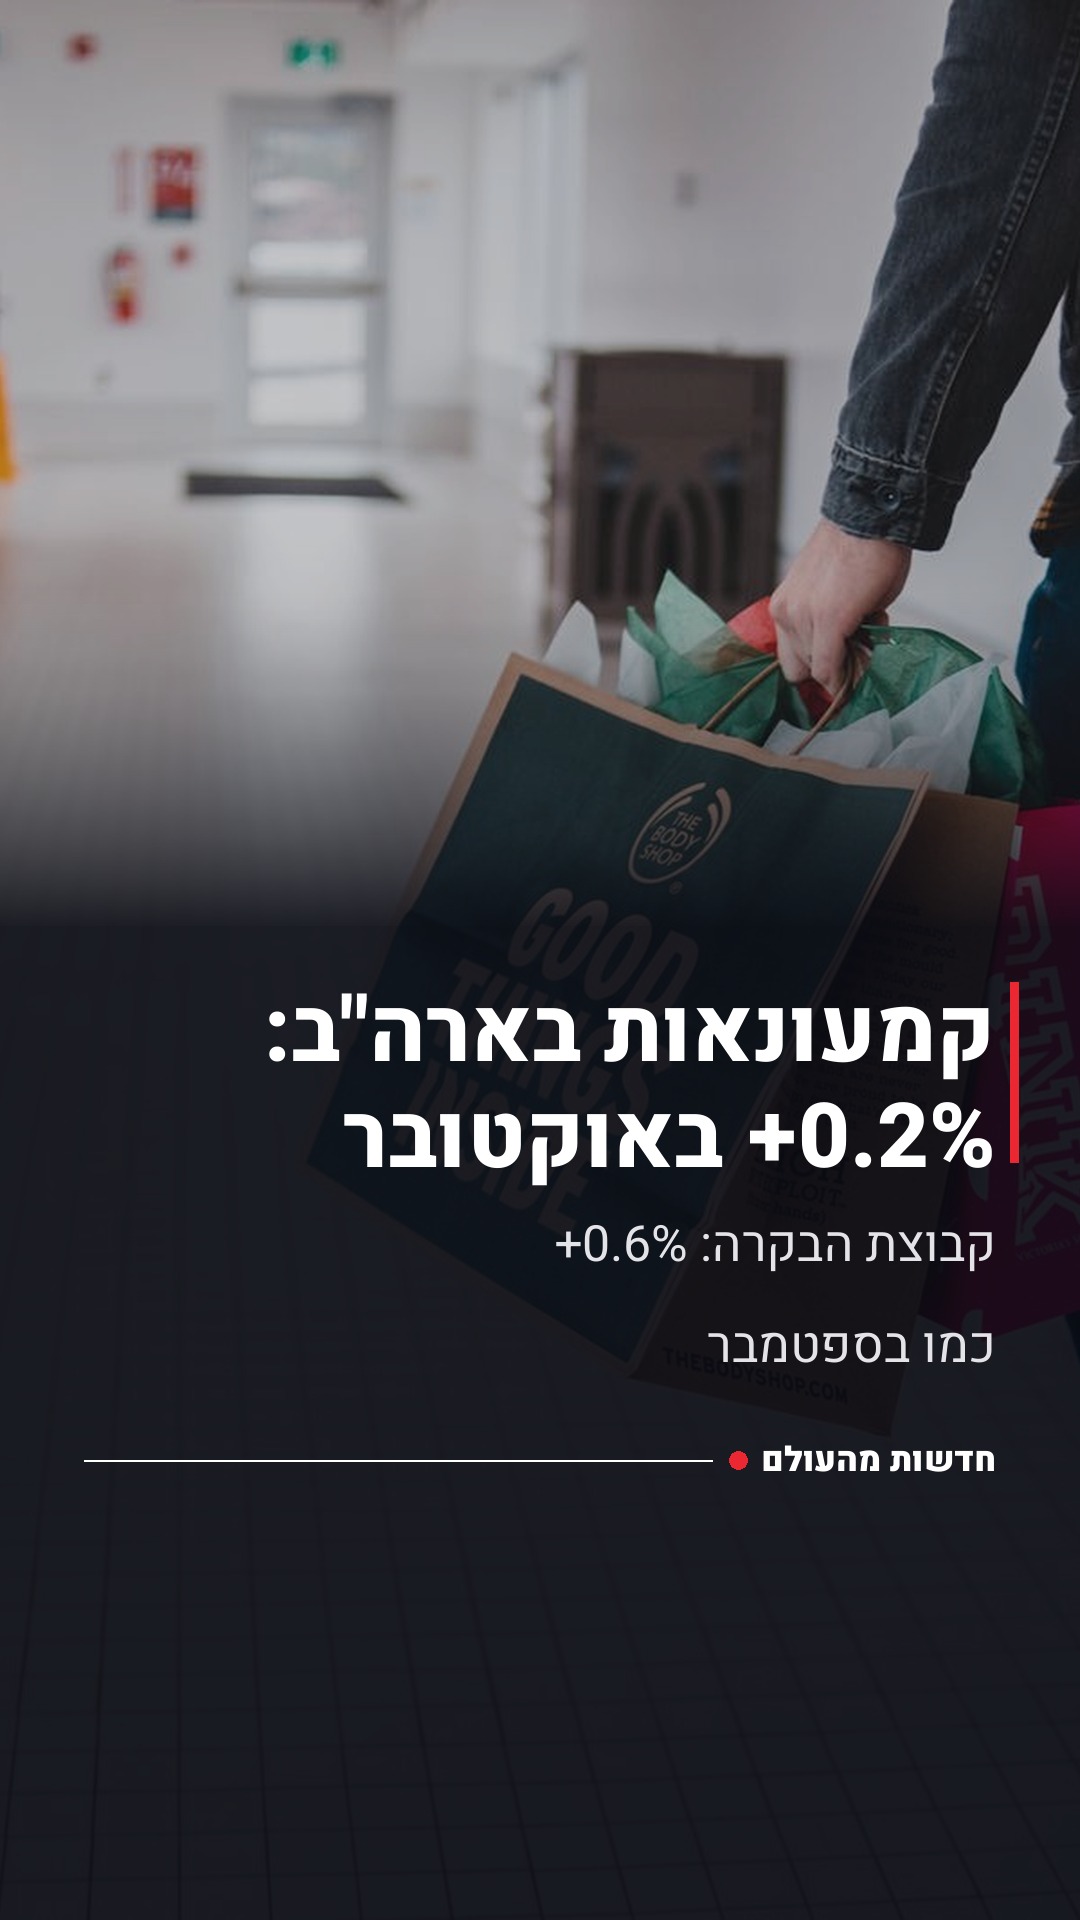 THE
BODY
SHOP
®
GOOD
THINGS
INSIDE
PINK
קמעונאות בארה"ב:
+0.2% באוקטובר
קבוצת הבקרה: +0.6%
כמו בספטמבר
THEBODYSHOP.COM
חדשות מהעולם